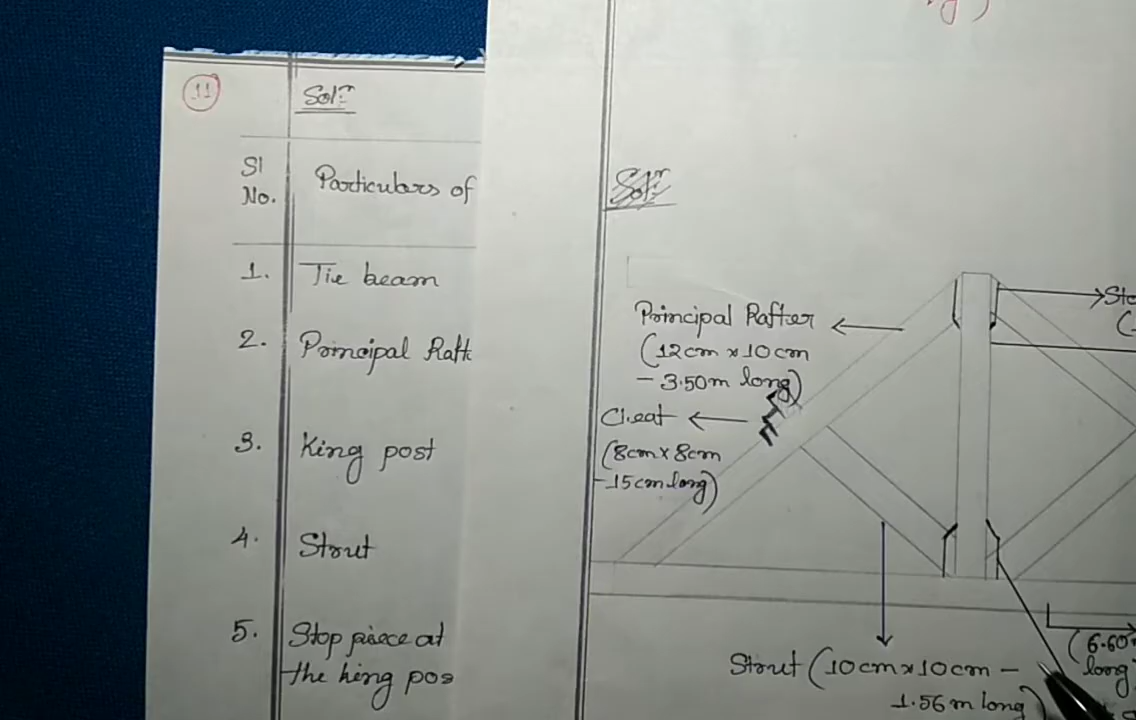 11
Solⁿ
Sl
No.
Particulars of
1.
Tie beam
2.
Principal Raft
3.
King post
4.
Strut
5.
Stop piece at
the king pos
Solⁿ
Principal Rafter
(12cm x 10cm
- 3.50m long)
Cleat
(8cm x 8cm
-15cm long)
Strut (10cm x 10cm -
1.56 m long)
Sto
(6.60
long)